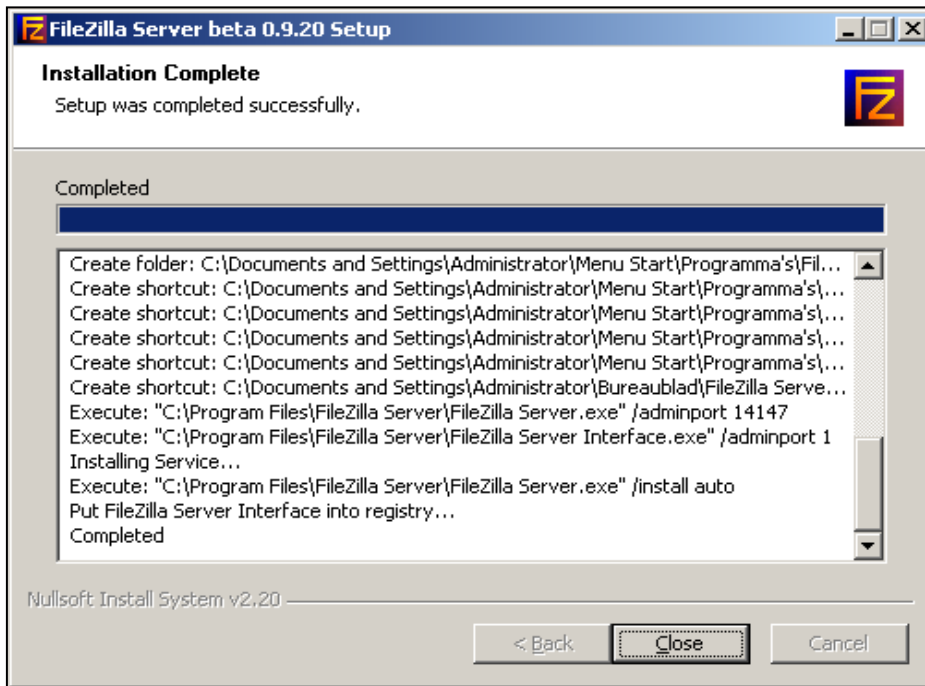 FileZilla Server beta 0.9.20 Setup
Installation Complete
Setup was completed successfully.
FZ
Completed
Create folder: C:\Documents and Settings\Administrator\Menu Start\Programma's\Fil...
Create shortcut: C:\Documents and Settings\Administrator\Menu Start\Programma's\...
Create shortcut: C:\Documents and Settings\Administrator\Menu Start\Programma's\...
Create shortcut: C:\Documents and Settings\Administrator\Menu Start\Programma's\...
Create shortcut: C:\Documents and Settings\Administrator\Menu Start\Programma's\...
Create shortcut: C:\Documents and Settings\Administrator\Bureaublad\FileZilla Serve...
Execute: "C:\Program Files\FileZilla Server\FileZilla Server.exe" /adminport 14147
Execute: "C:\Program Files\FileZilla Server\FileZilla Server Interface.exe" /adminport 1
Installing Service...
Execute: "C:\Program Files\FileZilla Server\FileZilla Server.exe" /install auto
Put FileZilla Server Interface into registry...
Completed
Nullsoft Install System v2.20
< Back Close Cancel